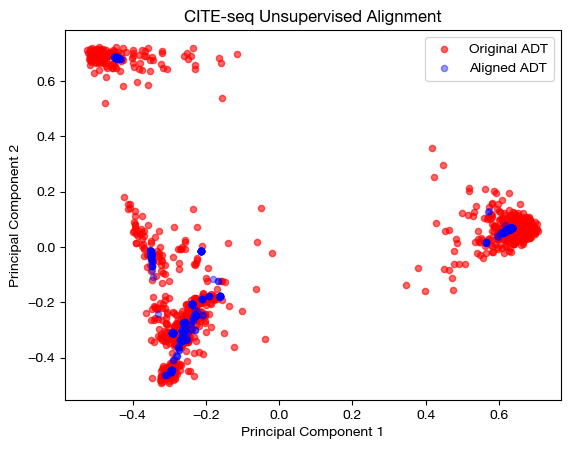 CITE-seq Unsupervised Alignment
Original ADT
Aligned ADT
Principal Component 2
0.6
0.4
0.2
0.0
−0.2
−0.4
−0.4 −0.2 0.0 0.2 0.4 0.6
Principal Component 1